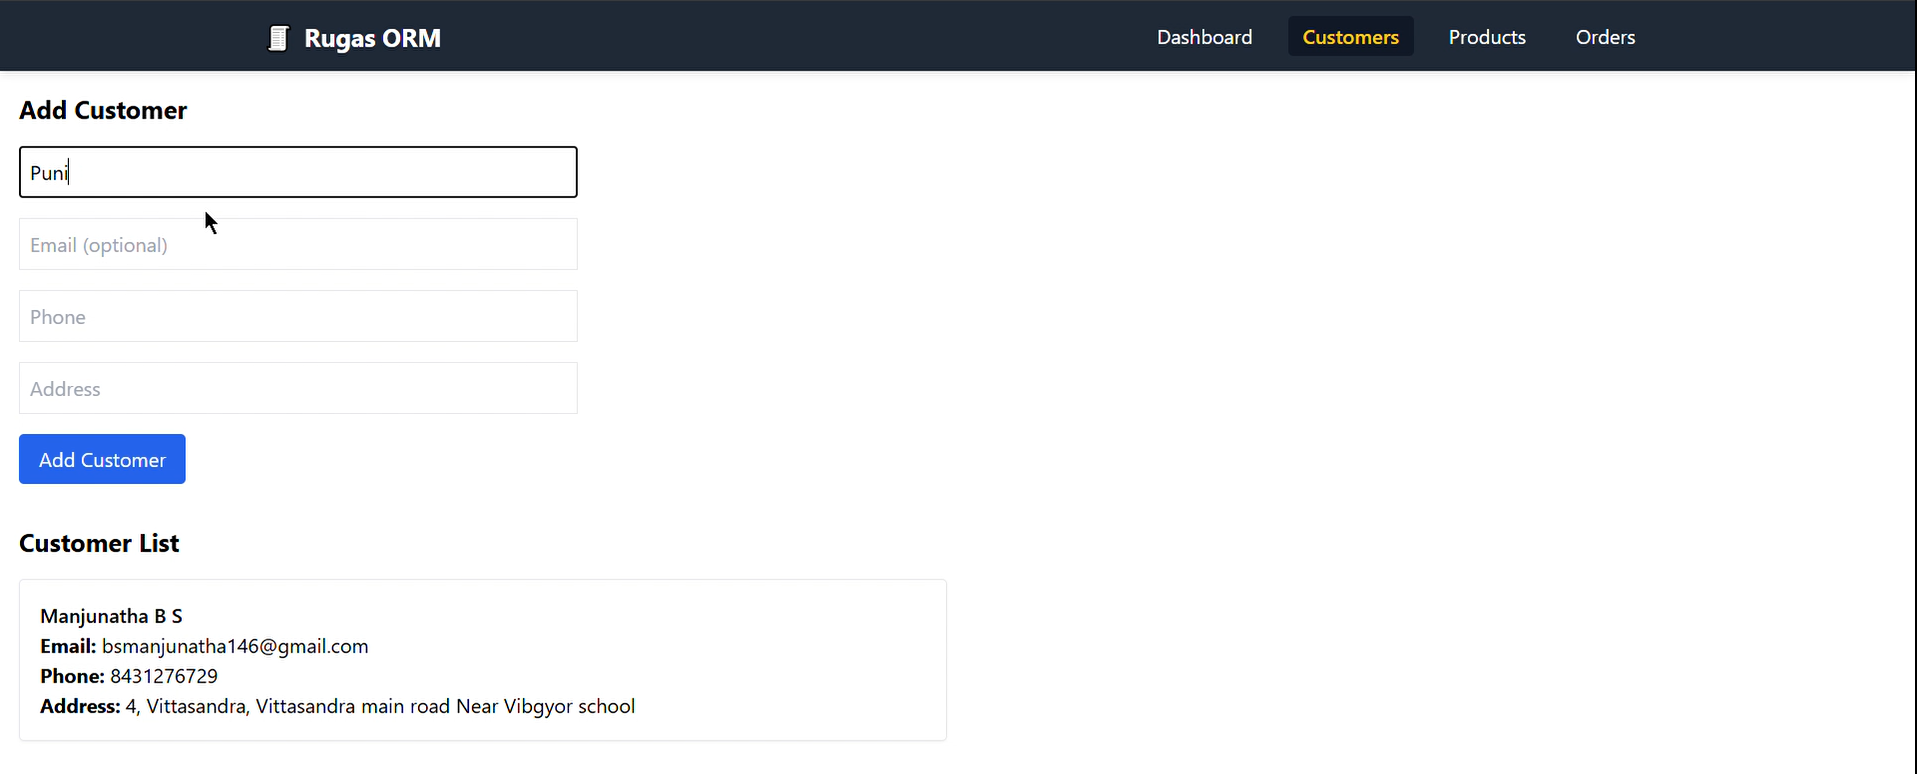 Rugas ORM
Dashboard
Customers
Products
Orders
Add Customer
Puni
Email (optional)
Phone
Address
Add Customer
Customer List
Manjunatha B S
Email: bsmanjunatha146@gmail.com
Phone: 8431276729
Address: 4, Vittasandra, Vittasandra main road Near Vibgyor school